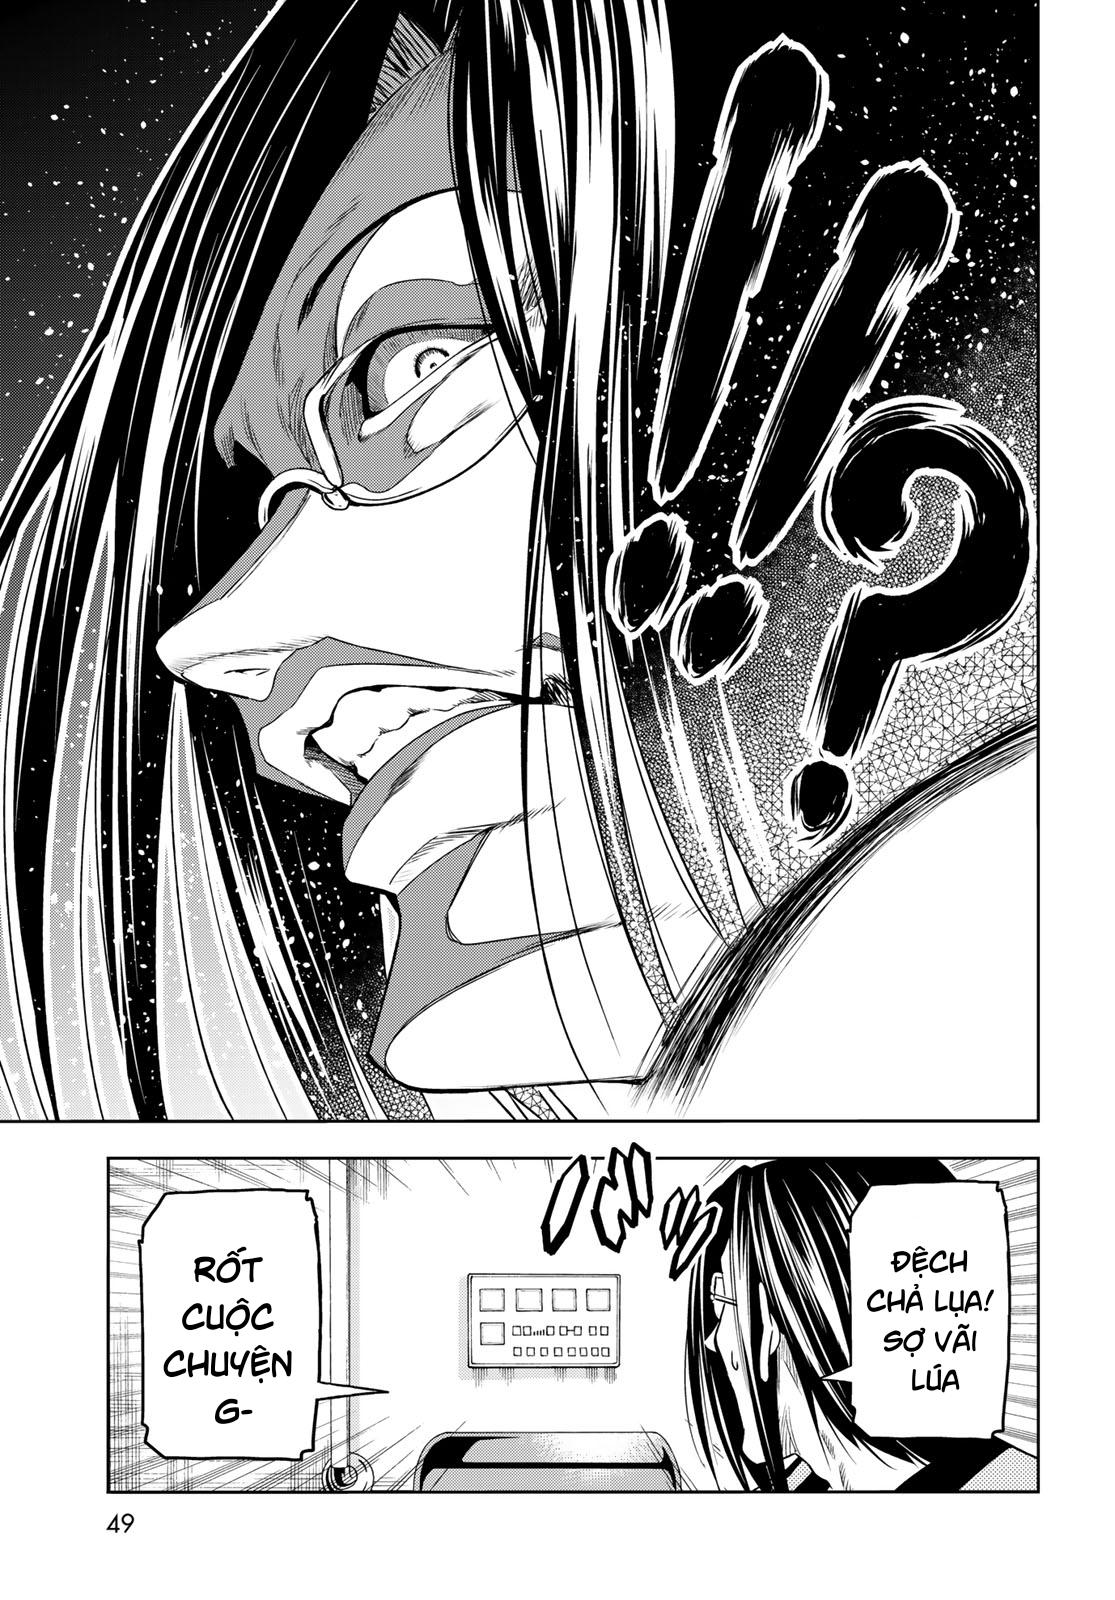 !!?
ĐỆCH
CHẢ LỤA!
SỢ VÃI
LÚA
RỐT
CUỘC
CHUYỆN
G-
49